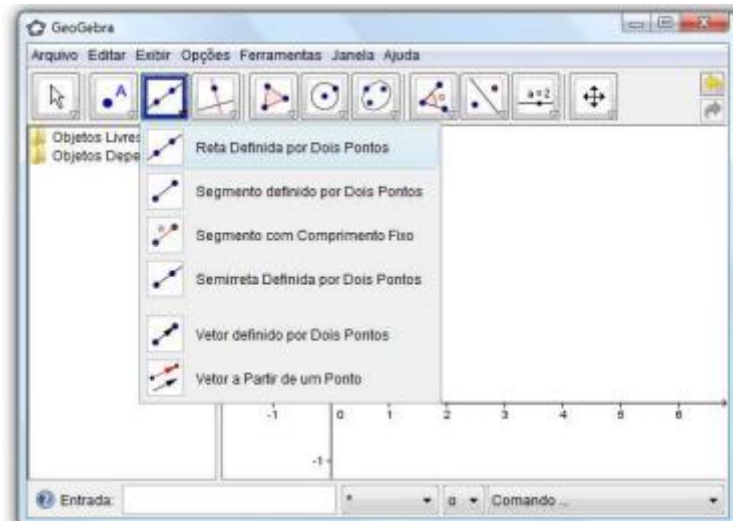 GeoGebra
Arquivo Editar Exibir Opções Ferramentas Janela Ajuda
A
a=2
Objetos Livres
Objetos Depe
Reta Definida por Dois Pontos
Segmento definido por Dois Pontos
Segmento com Comprimento Fixo
Semirreta Definida por Dois Pontos
Vetor definido por Dois Pontos
Vetor a Partir de um Ponto
-1 0 1 2 3 4 5 6
-1
Entrada: α Comando ...